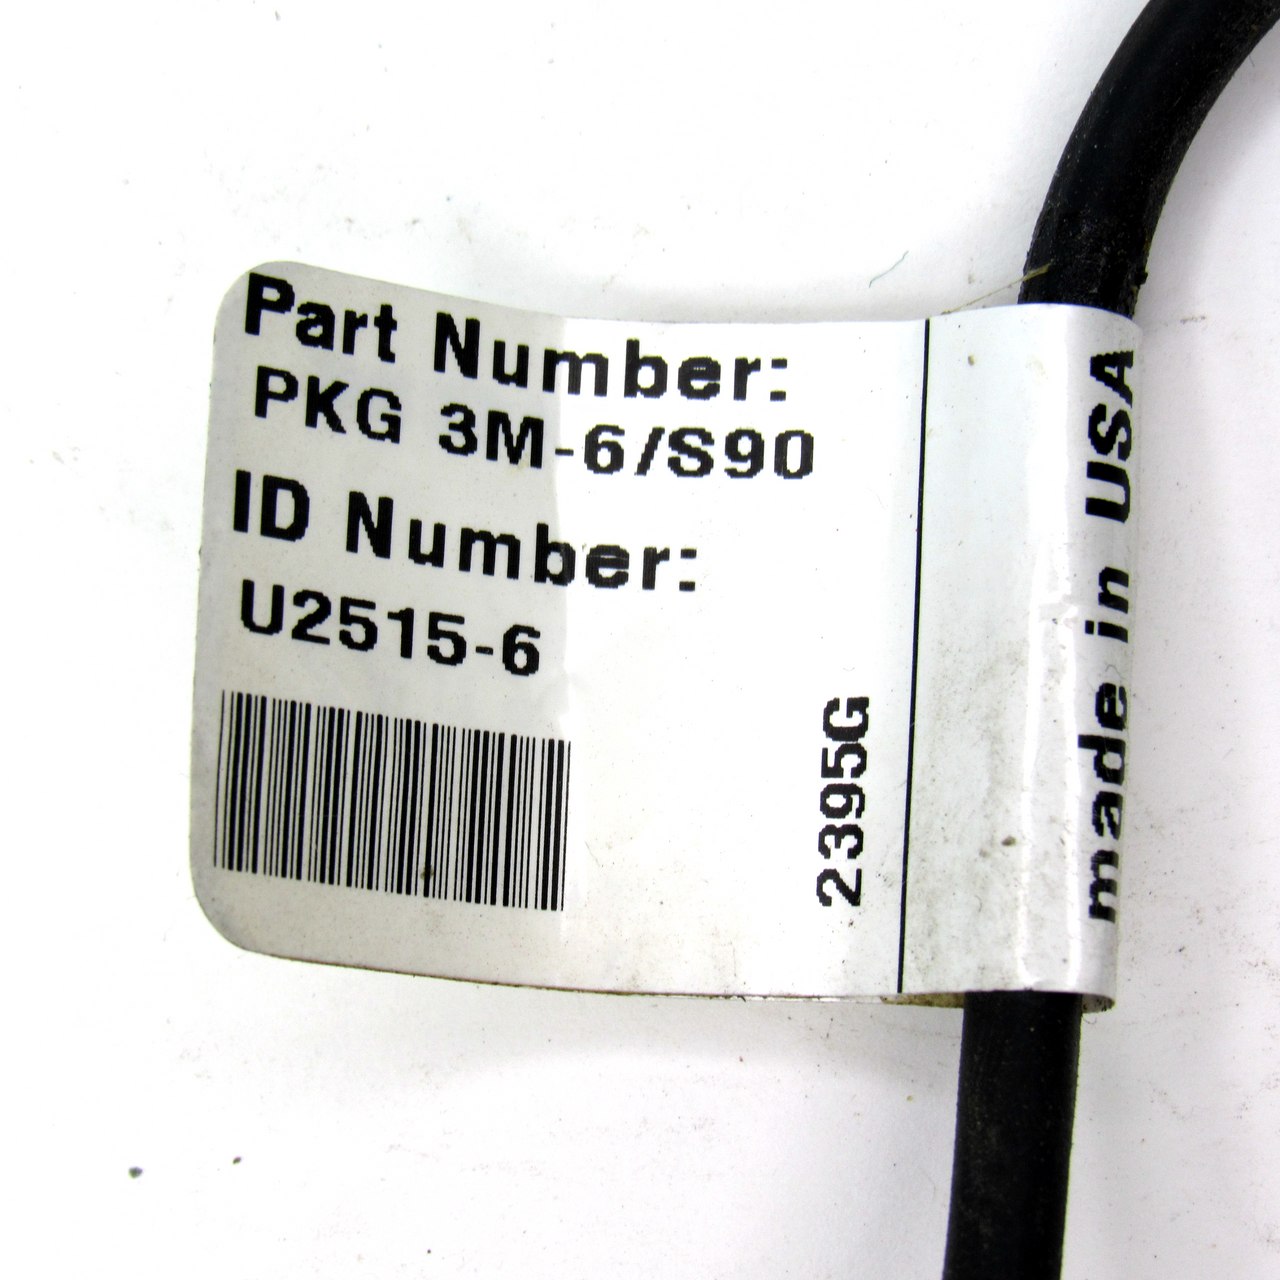 Part Number:
PKG 3M-6/S90
ID Number:
U2515-6
2395G
made in USA